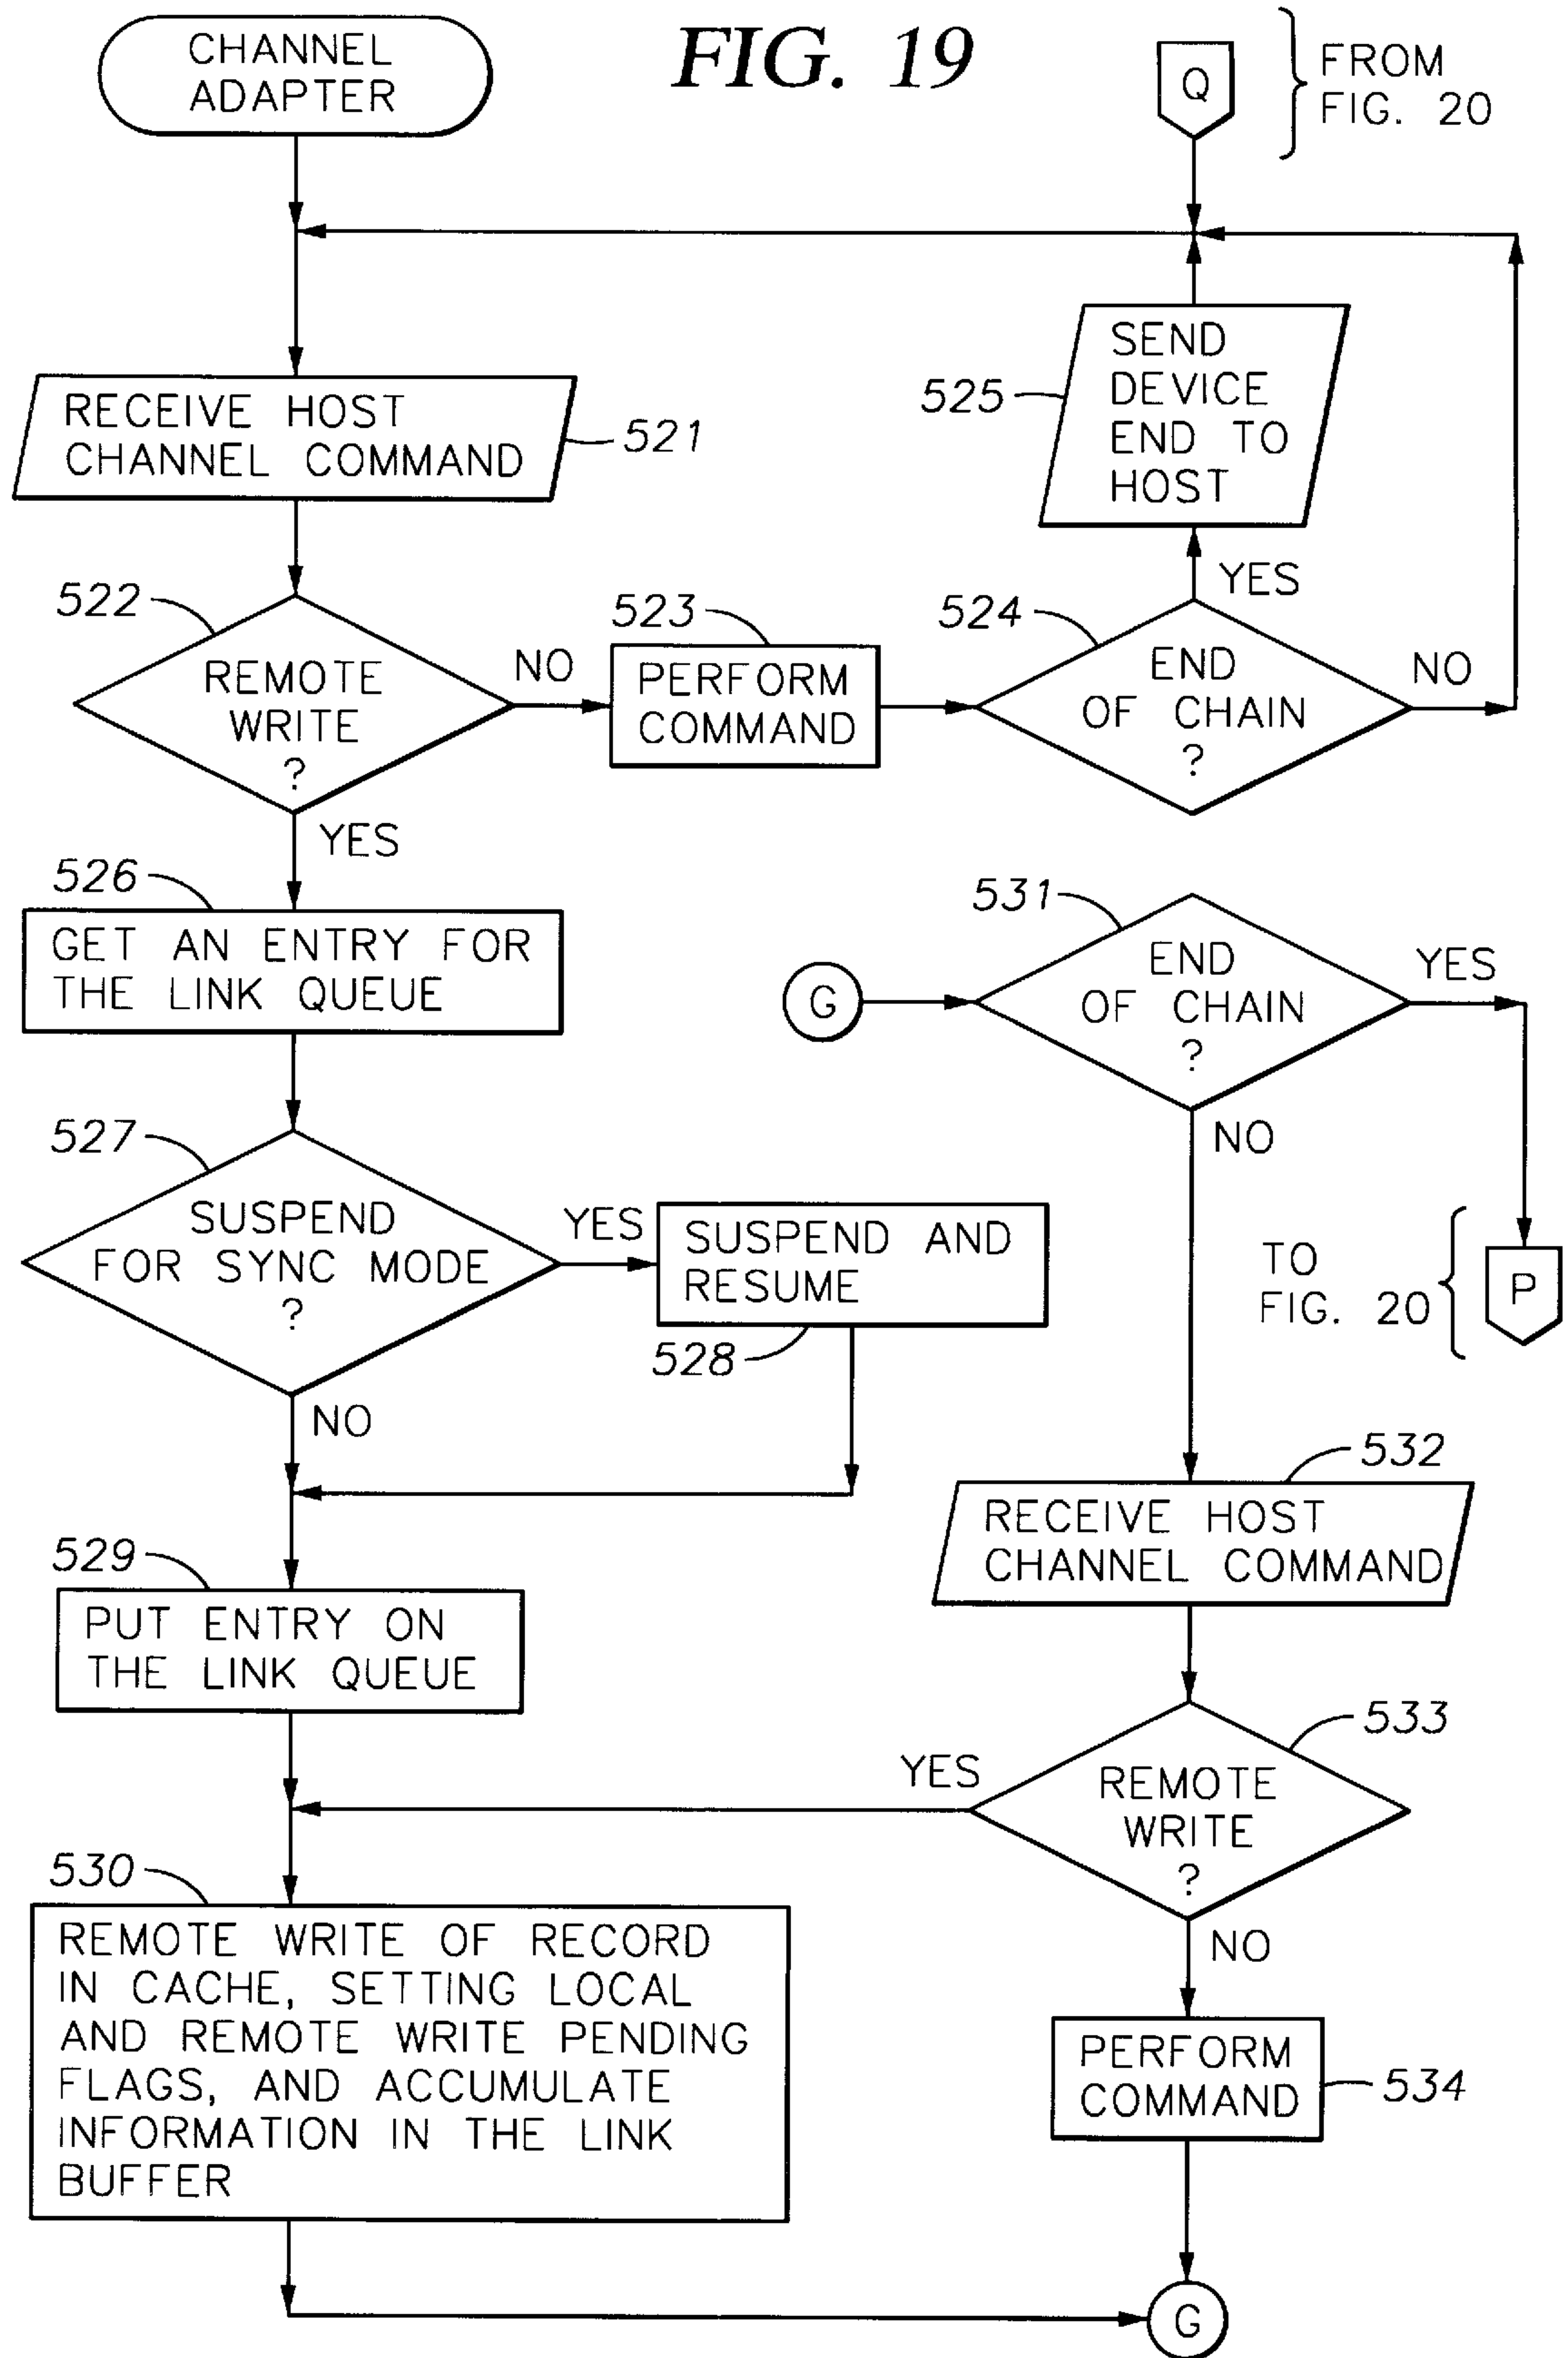 FIG. 19
CHANNEL
ADAPTER
Q
FROM
FIG. 20
RECEIVE HOST
CHANNEL COMMAND
521
522
REMOTE
WRITE
?
NO
YES
523
PERFORM
COMMAND
524
END
OF CHAIN
?
YES
NO
525
SEND
DEVICE
END TO
HOST
526
GET AN ENTRY FOR
THE LINK QUEUE
527
SUSPEND
FOR SYNC MODE
?
YES
NO
SUSPEND AND
RESUME
528
529
PUT ENTRY ON
THE LINK QUEUE
530
REMOTE WRITE OF RECORD
IN CACHE, SETTING LOCAL
AND REMOTE WRITE PENDING
FLAGS, AND ACCUMULATE
INFORMATION IN THE LINK
BUFFER
G
531
END
OF CHAIN
?
YES
NO
TO
FIG. 20
P
532
RECEIVE HOST
CHANNEL COMMAND
533
REMOTE
WRITE
?
YES
NO
PERFORM
COMMAND
534
G